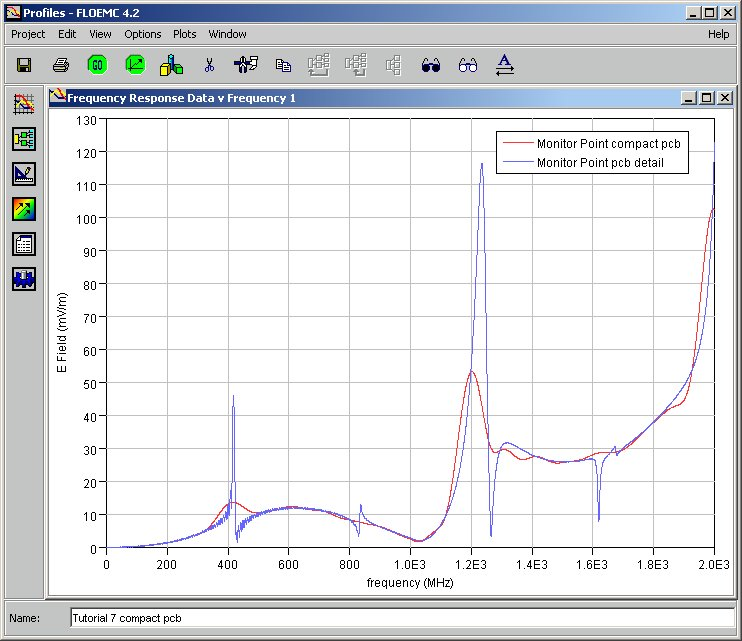 Profiles - FLOEMC 4.2
Project Edit View Options Plots Window Help
GO
A
Frequency Response Data v Frequency 1
130
120
110
100
90
80
70
60
50
40
30
20
10
0
E Field (mV/m)
Monitor Point compact pcb
Monitor Point pcb detail
0 200 400 600 800 1.0E3 1.2E3 1.4E3 1.6E3 1.8E3 2.0E3
frequency (MHz)
Name: Tutorial 7 compact pcb